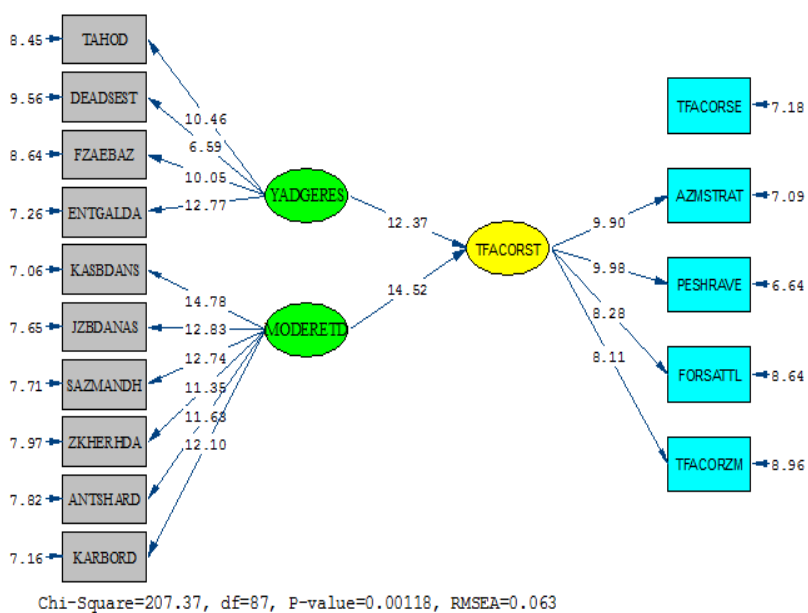 8.45 TAHOD
9.56 DEADSEST
8.64 FZAEBAZ
7.26 ENTGALDA
7.06 KASBDANS
7.65 JZBDANAS
7.71 SAZMANDH
7.97 ZKHERHDA
7.82 ANTSHARD
7.16 KARBORD
10.46
6.59
10.05
12.77
14.78
12.83
12.74
11.35
11.68
12.10
YADGERES
MODERETD
12.37
14.52
TFACORST
9.90
9.98
8.28
8.11
TFACORSE 7.18
AZMSTRAT 7.09
PESHRAVE 6.64
FORSATTL 8.64
TFACORZM 8.96
Chi-Square=207.37, df=87, P-value=0.00118, RMSEA=0.063